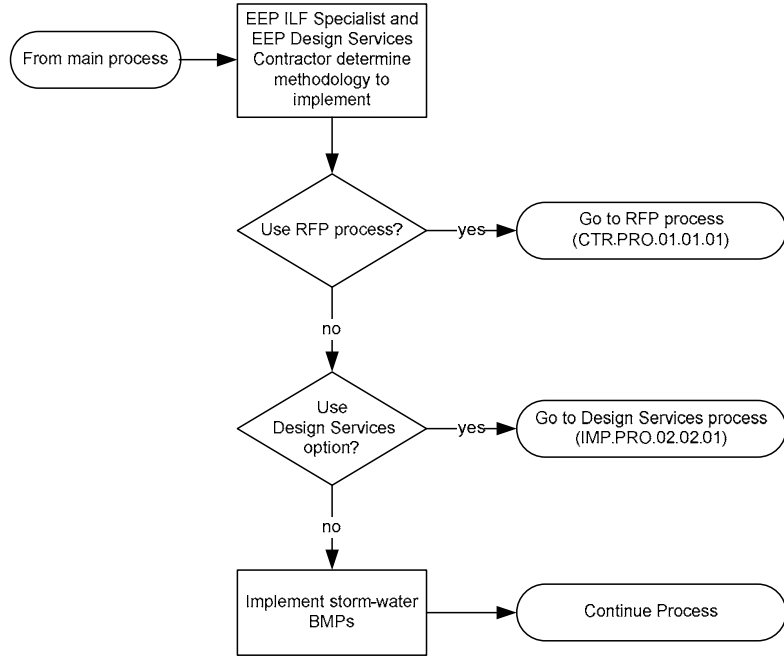 From main process
EEP ILF Specialist and
EEP Design Services
Contractor determine
methodology to
implement
Use RFP process?
yes
Go to RFP process
(CTR.PRO.01.01.01)
no
Use
Design Services
option?
yes
Go to Design Services process
(IMP.PRO.02.02.01)
no
Implement storm-water
BMPs
Continue Process